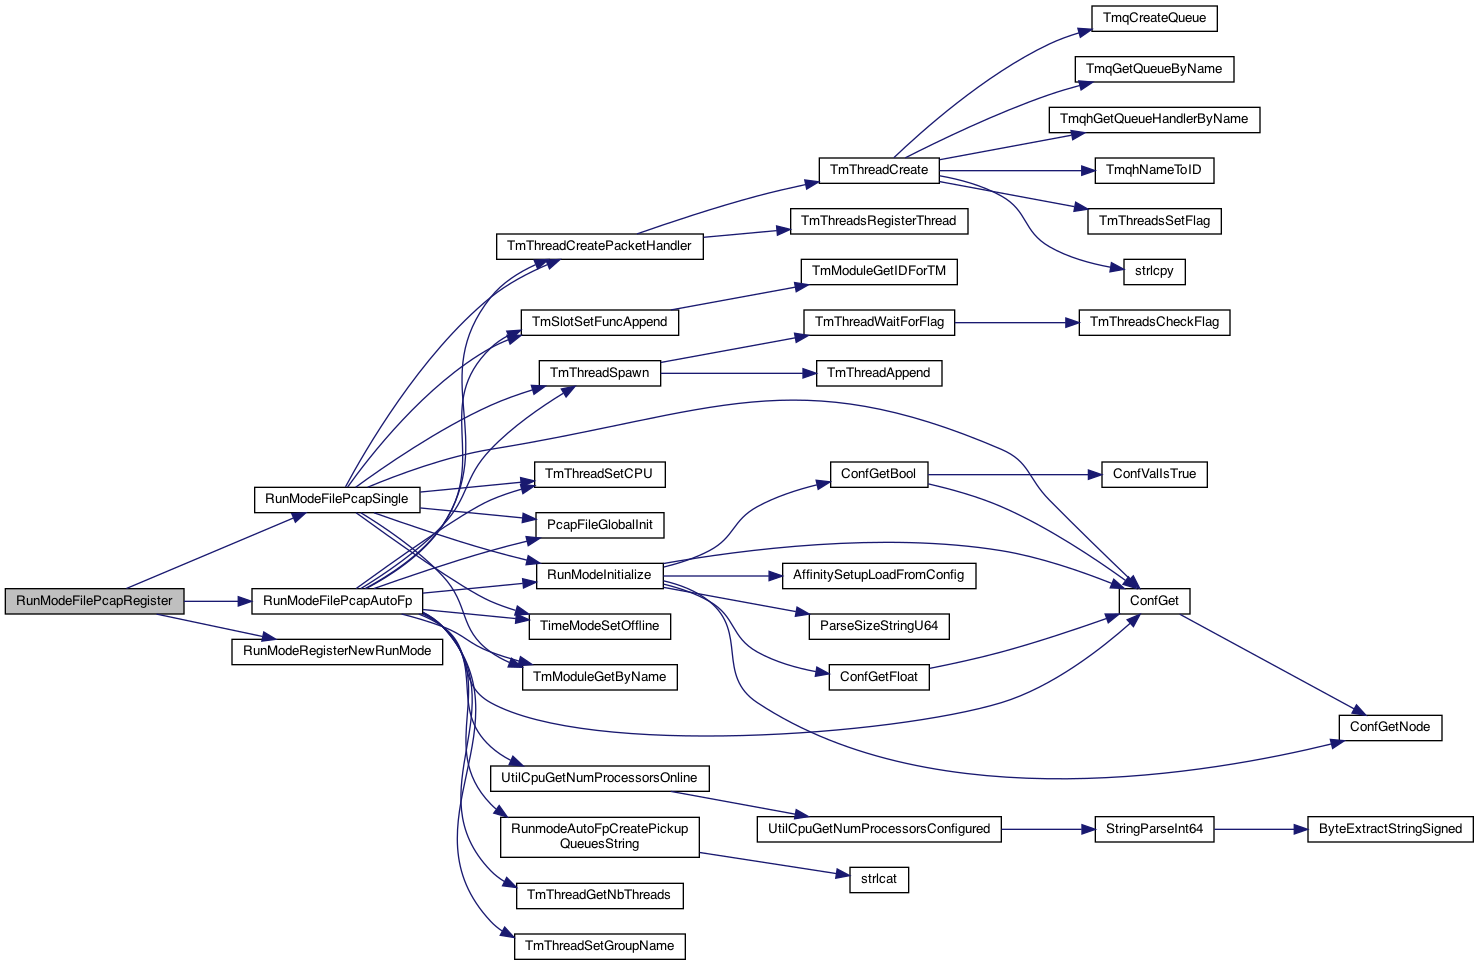 TmqCreateQueue
TmqGetQueueByName
TmqhGetQueueHandlerByName
TmThreadCreate
TmqhNameToID
TmThreadsRegisterThread
TmThreadsSetFlag
TmThreadCreatePacketHandler
TmModuleGetIDForTM
strlcpy
TmSlotSetFuncAppend
TmThreadWaitForFlag
TmThreadsCheckFlag
TmThreadSpawn
TmThreadAppend
TmThreadSetCPU
ConfGetBool
ConfValIsTrue
RunModeFilePcapSingle
PcapFileGlobalInit
RunModeInitialize
AffinitySetupLoadFromConfig
RunModeFilePcapRegister
RunModeFilePcapAutoFp
ConfGet
TimeModeSetOffline
ParseSizeStringU64
RunModeRegisterNewRunMode
TmModuleGetByName
ConfGetFloat
ConfGetNode
UtilCpuGetNumProcessorsOnline
RunmodeAutoFpCreatePickup
QueuesString
UtilCpuGetNumProcessorsConfigured
StringParseInt64
ByteExtractStringSigned
strlcat
TmThreadGetNbThreads
TmThreadSetGroupName